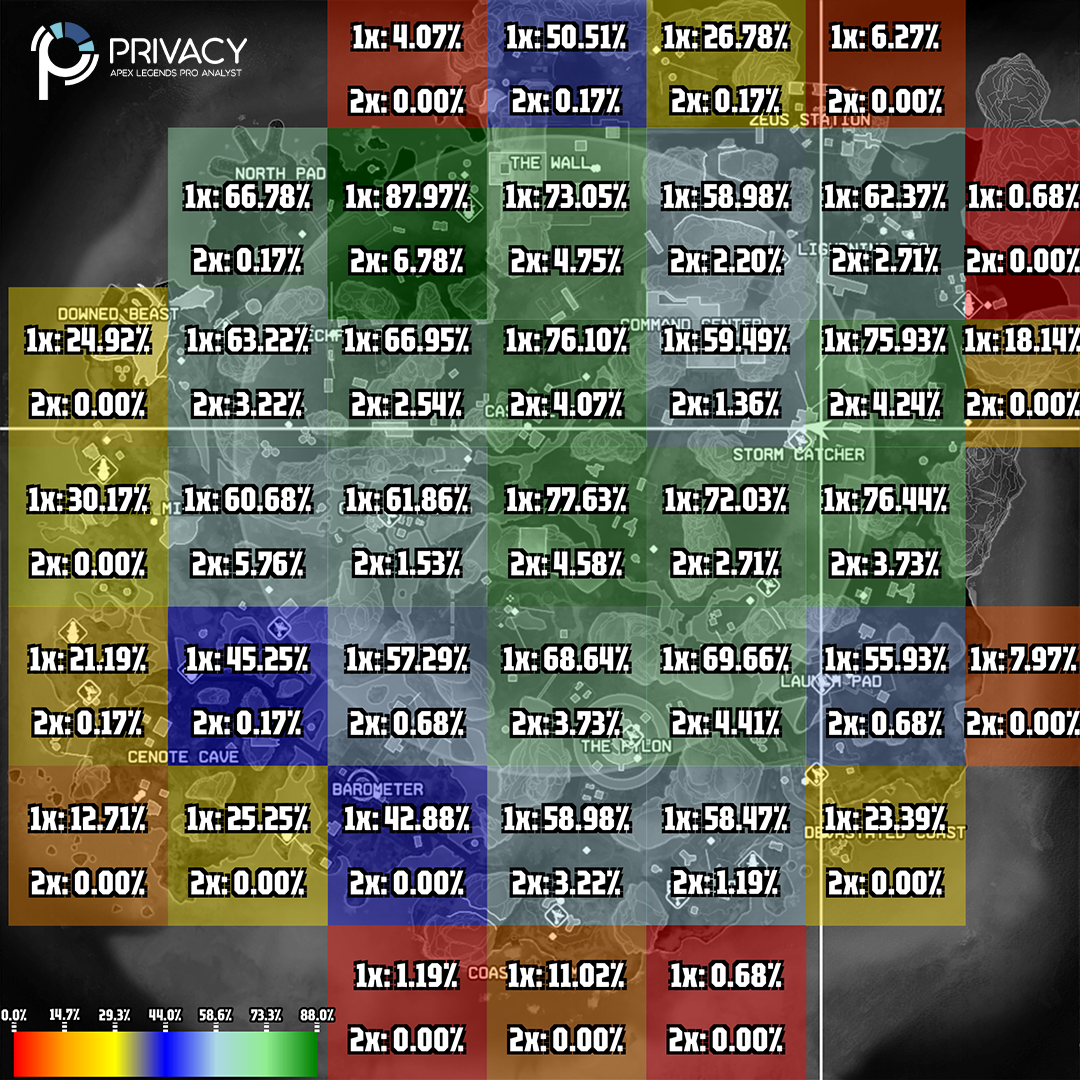 PRIVACY
APEX LEGENDS PRO ANALYST
1x: 4.07% 1x: 50.51% 1x: 26.78% 1x: 6.27%
2x: 0.00% 2x: 0.17% 2x: 0.17% 2x: 0.00%
ZEUS STATION
NORTH PAD THE WALL
1x: 66.78% 1x: 87.97% 1x: 73.05% 1x: 58.98% 1x: 62.37% 1x: 0.68%
2x: 0.17% 2x: 6.78% 2x: 4.75% 2x: 2.20% 2x: 2.71% 2x: 0.00%
DOWNED BEAST
COMMAND CENTER
1x: 24.92% 1x: 63.22% 1x: 66.95% 1x: 76.10% 1x: 59.49% 1x: 75.93% 1x: 18.14%
2x: 0.00% 2x: 3.22% 2x: 2.54% 2x: 4.07% 2x: 1.36% 2x: 4.24% 2x: 0.00%
STORM CATCHER
1x: 30.17% 1x: 60.68% 1x: 61.86% 1x: 77.63% 1x: 72.03% 1x: 76.44%
2x: 0.00% 2x: 5.76% 2x: 1.53% 2x: 4.58% 2x: 2.71% 2x: 3.73%
1x: 21.19% 1x: 45.25% 1x: 57.29% 1x: 68.64% 1x: 69.66% 1x: 55.93% 1x: 7.97%
LAUNCH PAD
2x: 0.17% 2x: 0.17% 2x: 0.68% 2x: 3.73% 2x: 4.41% 2x: 0.68% 2x: 0.00%
THE PYLON
CENOTE CAVE
BAROMETER
1x: 12.71% 1x: 25.25% 1x: 42.88% 1x: 58.98% 1x: 58.47% 1x: 23.39%
DEVASTATED COAST
2x: 0.00% 2x: 0.00% 2x: 0.00% 2x: 3.22% 2x: 1.19% 2x: 0.00%
1x: 1.19% 1x: 11.02% 1x: 0.68%
2x: 0.00% 2x: 0.00% 2x: 0.00%
0.0% 14.7% 29.3% 44.0% 58.6% 73.3% 88.0%